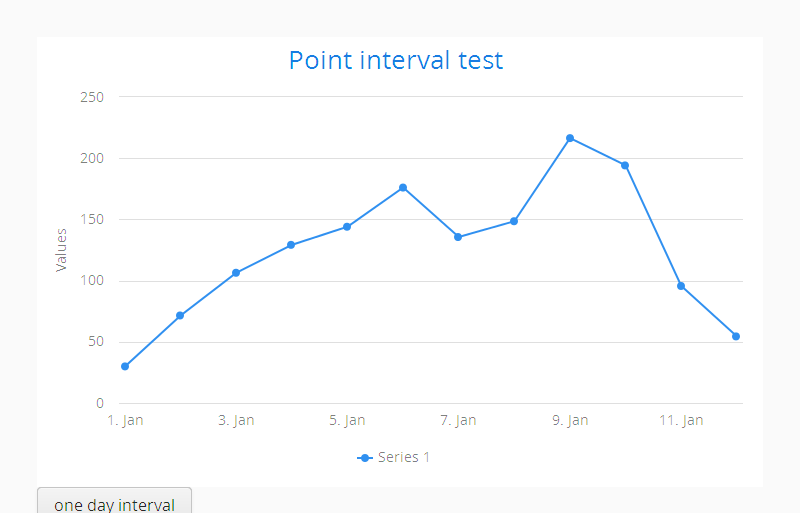 Point interval test
250
200
150
100
50
0
Values
1. Jan 3. Jan 5. Jan 7. Jan 9. Jan 11. Jan
Series 1
one day interval